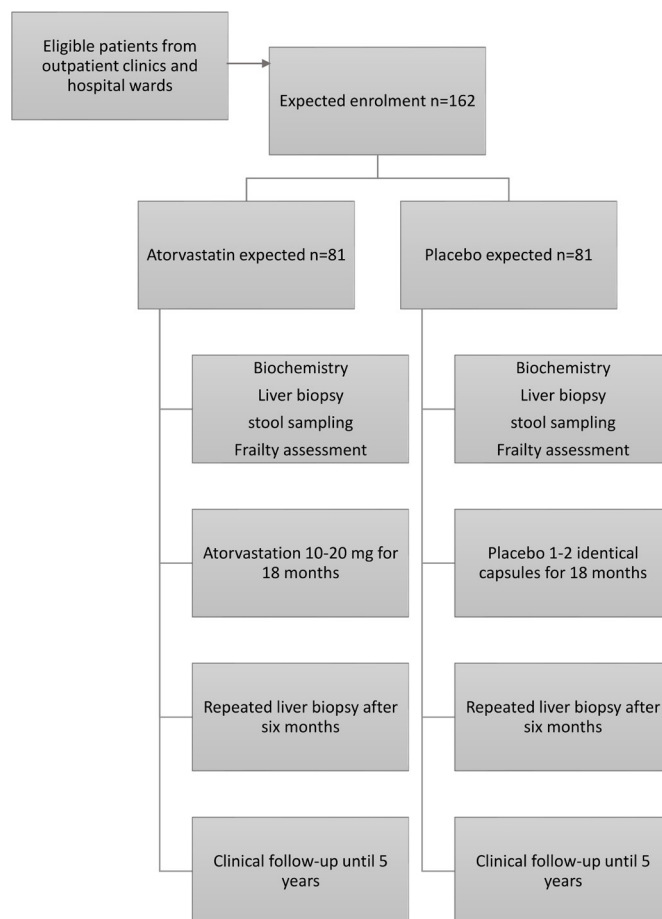 Eligible patients from
outpatient clinics and
hospital wards
Expected enrolment n=162
Atorvastatin expected n=81
Placebo expected n=81
Biochemistry
Liver biopsy
stool sampling
Frailty assessment
Biochemistry
Liver biopsy
stool sampling
Frailty assessment
Atorvastation 10-20 mg for
18 months
Placebo 1-2 identical
capsules for 18 months
Repeated liver biopsy after
six months
Repeated liver biopsy after
six months
Clinical follow-up until 5
years
Clinical follow-up until 5
years